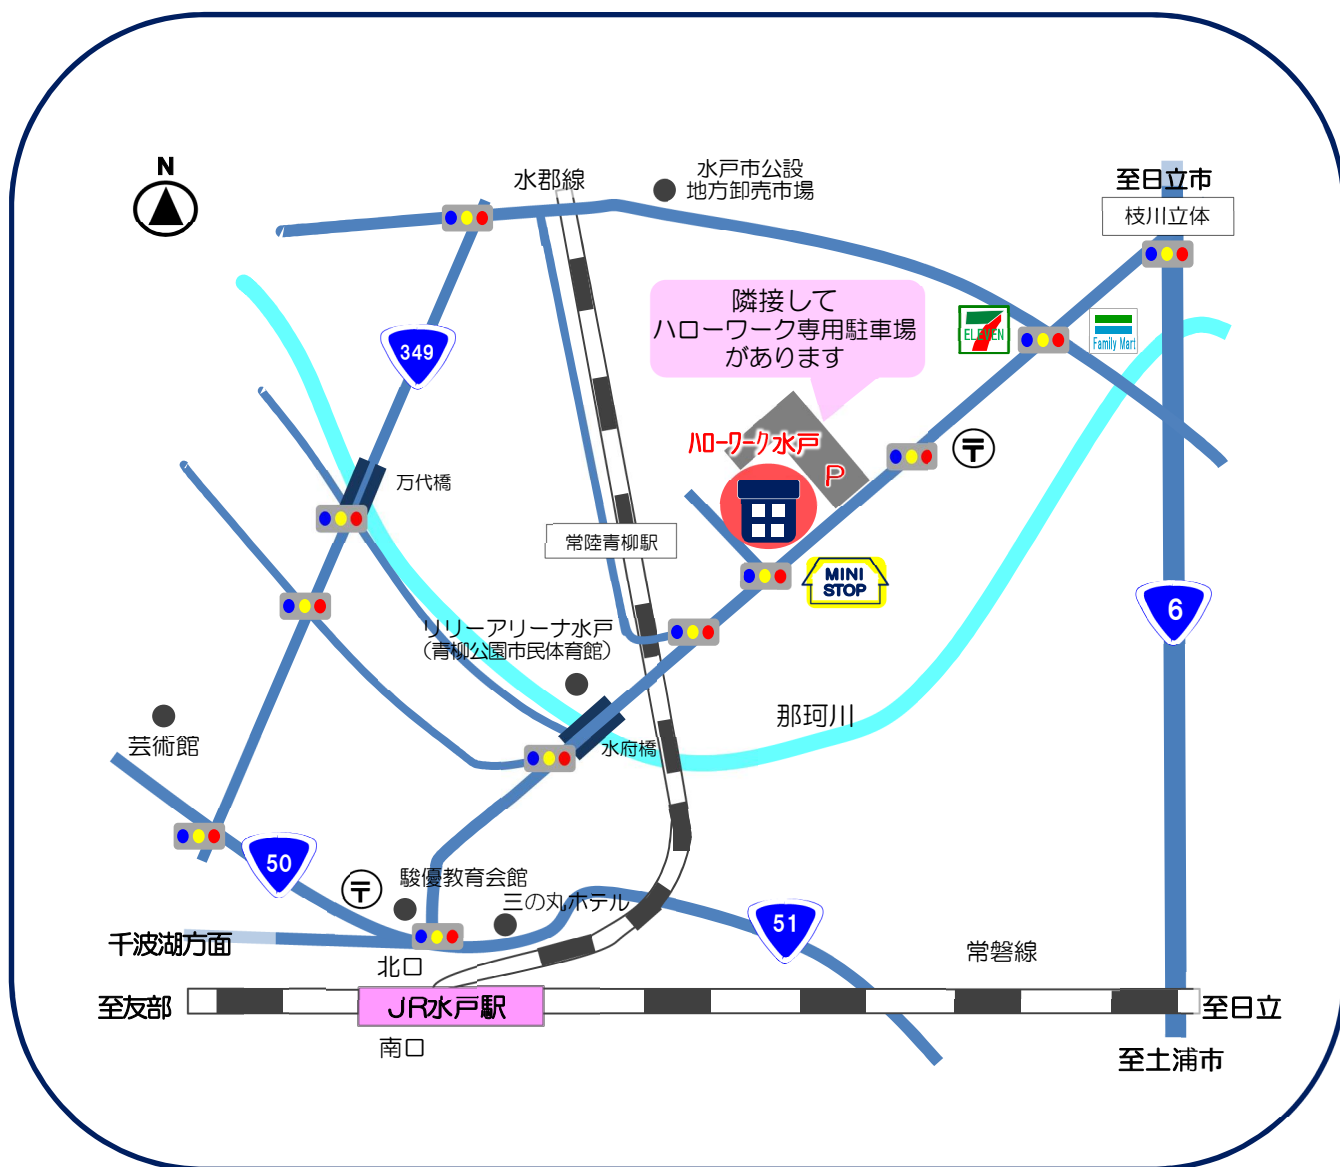 N
水郡線
水戸市公設
地方卸売市場
至日立市
枝川立体
隣接して
ハローワーク専用駐車場
があります
ELEVEN
Family Mart
349
ハローワーク水戸
P
〒
万代橋
常陸青柳駅
MINI
STOP
6
リリーアリーナ水戸
（青柳公園市民体育館）
那珂川
芸術館
水府橋
50
〒
駿優教育会館
三の丸ホテル
51
千波湖方面
北口
常磐線
至友部
JR水戸駅
至日立
南口
至土浦市